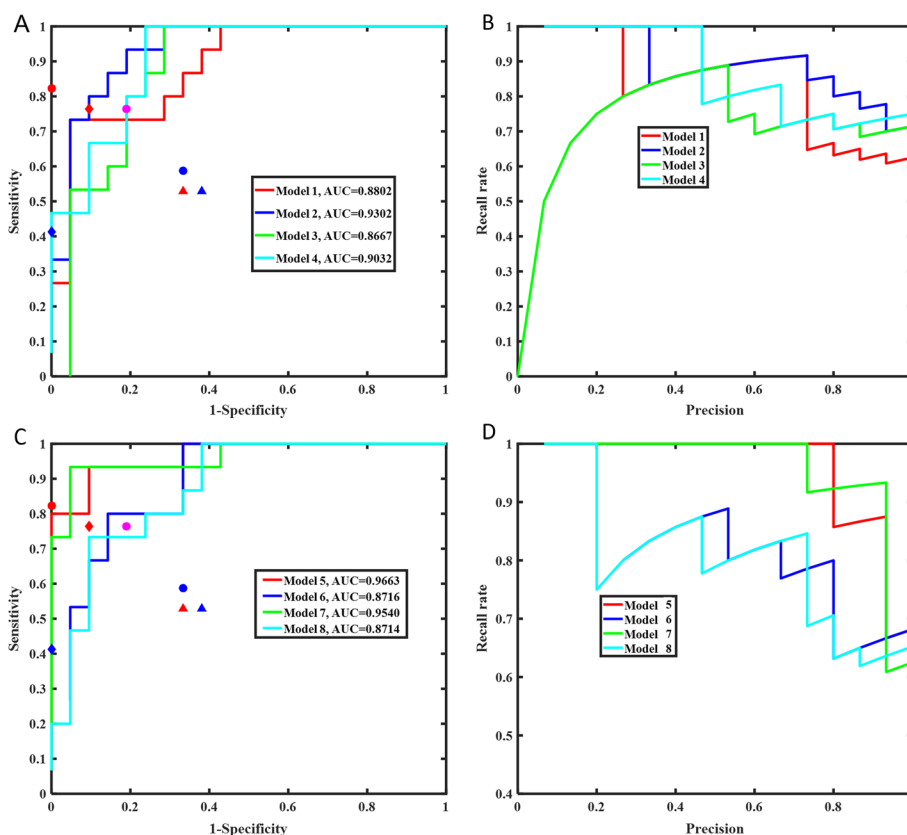 A
1
0.9
0.8
0.7
0.6
0.5
0.4
0.3
0.2
0.1
0
Sensitivity
Model 1, AUC=0.8802
Model 2, AUC=0.9302
Model 3, AUC=0.8667
Model 4, AUC=0.9032
0 0.2 0.4 0.6 0.8 1
1-Specificity
B
1
0.9
0.8
0.7
0.6
0.5
0.4
0.3
0.2
0.1
0
Recall rate
Model 1
Model 2
Model 3
Model 4
0 0.2 0.4 0.6 0.8
Precision
C
1
0.9
0.8
0.7
0.6
0.5
0.4
0.3
0.2
0.1
0
Sensitivity
Model 5, AUC=0.9663
Model 6, AUC=0.8716
Model 7, AUC=0.9540
Model 8, AUC=0.8714
0 0.2 0.4 0.6 0.8 1
1-Specificity
D
1
0.9
0.8
0.7
0.6
0.5
0.4
Recall rate
Model 5
Model 6
Model 7
Model 8
0 0.2 0.4 0.6 0.8
Precision